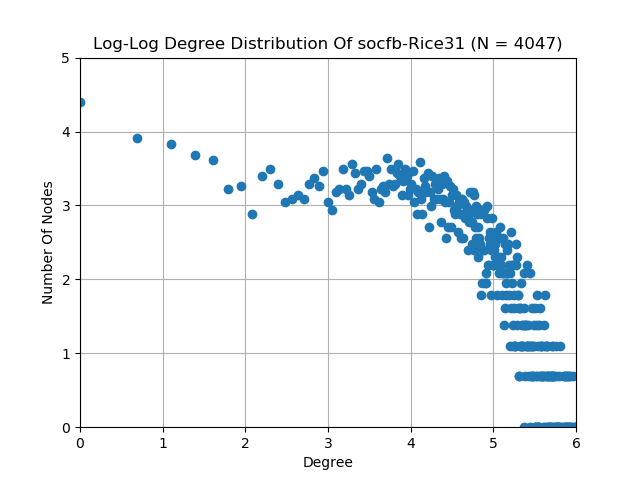 Log-Log Degree Distribution Of socfb-Rice31 (N = 4047)
5
4
3
2
1
0
Number Of Nodes
0 1 2 3 4 5 6
Degree